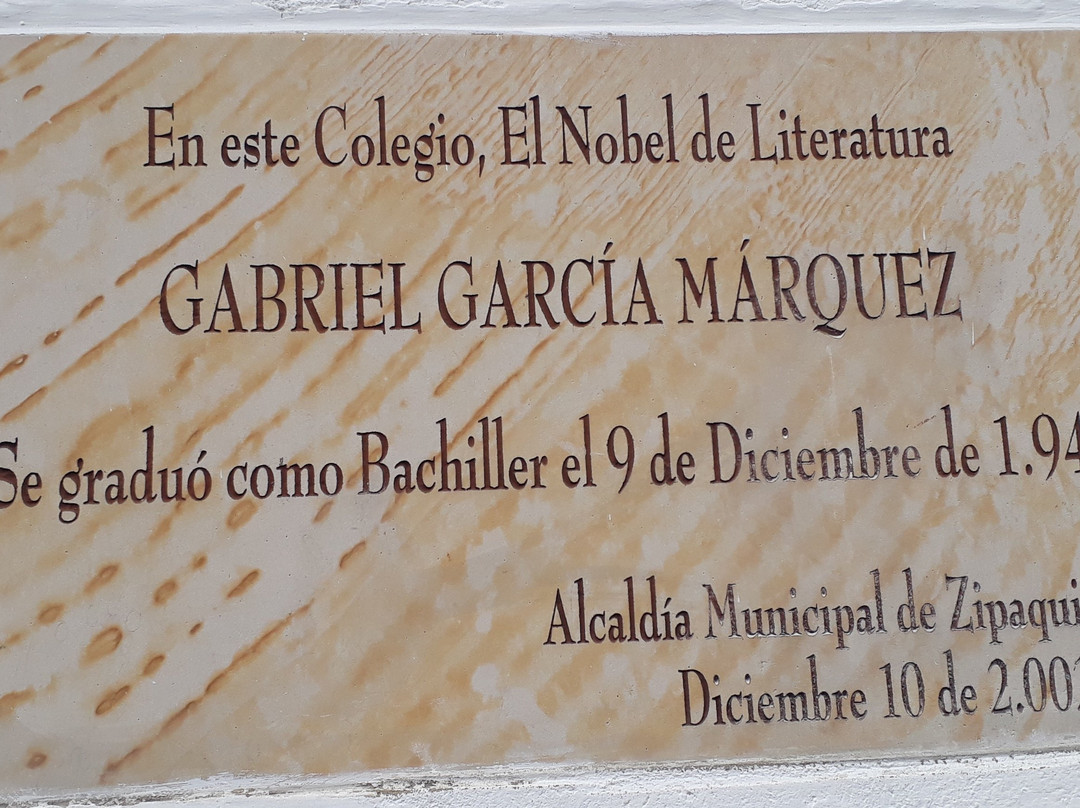 En este Colegio, El Nobel de Literatura
GABRIEL GARCÍA MÁRQUEZ
Se graduó como Bachiller el 9 de Diciembre de 1.94
Alcaldía Municipal de Zipaqui
Diciembre 10 de 2.00